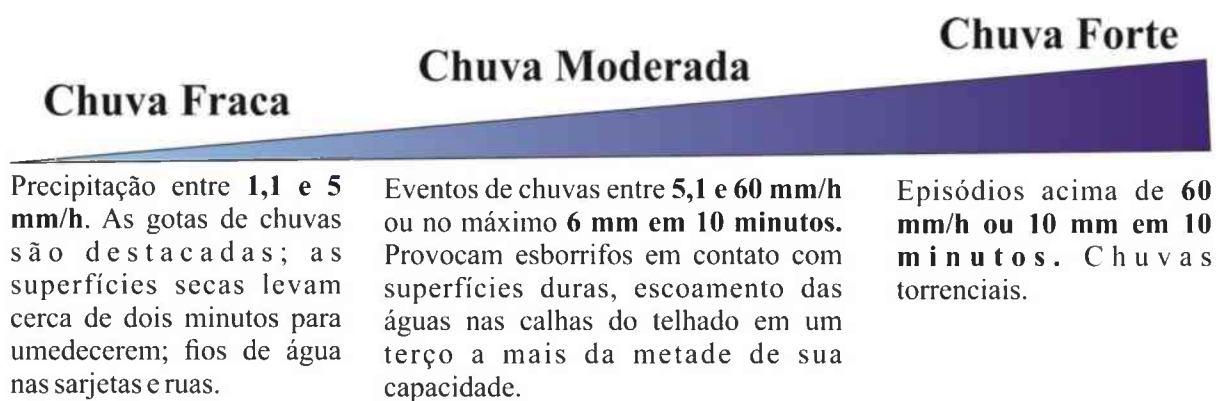 Chuva Fraca
Precipitação entre 1,1 e 5
mm/h. As gotas de chuvas
são destacadas; as
superfícies secas levam
cerca de dois minutos para
umedecerem; fios de água
nas sarjetas e ruas.
Chuva Moderada
Eventos de chuvas entre 5,1 e 60 mm/h
ou no máximo 6 mm em 10 minutos.
Provocam esborrifos em contato com
superfícies duras, escoamento das
águas nas calhas do telhado em um
terço a mais da metade de sua
capacidade.
Chuva Forte
Episódios acima de 60
mm/h ou 10 mm em 10
minutos. Chuvas
torrenciais.